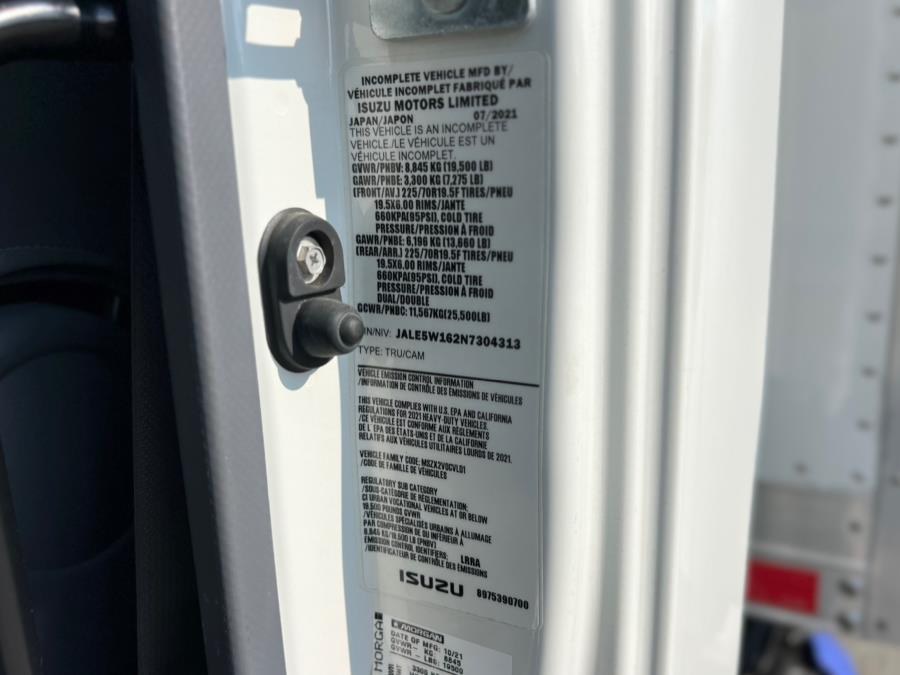 INCOMPLETE VEHICLE MFD BY/
VÉHICULE INCOMPLET FABRIQUÉ PAR
ISUZU MOTORS LIMITED
JAPAN/JAPON 07/2021
THIS VEHICLE IS AN INCOMPLETE
VEHICLE./LE VÉHICULE EST UN
VÉHICULE INCOMPLET.
GVWR/PNBV: 8,845 KG (19,500 LB)
GAWR/PNBE: 3,300 KG (7,275 LB)
(FRONT/AV.) 225/70R19.5F TIRES/PNEU
19.5X6.00 RIMS/JANTE
660KPA(95PSI), COLD TIRE
PRESSURE/PRESSION À FROID
GAWR/PNBE: 6,196 KG (13,660 LB)
(REAR/ARR.) 225/70R19.5F TIRES/PNEU
19.5X6.00 RIMS/JANTE
660KPA(95PSI), COLD TIRE
PRESSURE/PRESSION À FROID
DUAL/DOUBLE
GCWR/PNBC: 11,567KG(25,500LB)
IN/NIV: JALE5W162N7304313
TYPE: TRU/CAM
VEHICLE EMISSION CONTROL INFORMATION
/INFORMATION DE CONTRÔLE DES ÉMISSIONS DE VÉHICULES
THIS VEHICLE COMPLIES WITH U.S. EPA AND CALIFORNIA
REGULATIONS FOR 2021 HEAVY-DUTY VEHICLES.
/CE VÉHICULE EST CONFORME AUX RÈGLEMENTS
DE L'EPA DES ÉTATS-UNIS ET DE LA CALIFORNIE
RELATIFS AUX VÉHICULES UTILITAIRES LOURDS DE 2021.
VEHICLE FAMILY CODE: MSZX2VOCVL01
/CODE DE FAMILLE DE VÉHICULES
REGULATORY SUB CATEGORY
/SOUS-CATÉGORIE DE RÉGLEMENTATION:
CI URBAN VOCATIONAL VEHICLES AT OR BELOW
19,500 POUNDS GVWR
/VÉHICULES SPÉCIALISÉS URBAINS À ALLUMAGE
PAR COMPRESSION DE OU INFÉRIEUR À
8,845 KG/19,500 LB (PNBV)
EMISSION CONTROL IDENTIFIERS: LRRA
/IDENTIFICATEUR DE CONTRÔLE DES ÉMISSIONS
ISUZU 8975390700
MORGA
MORGAN
DATE OF MFG: 10/21
GVWR- KG 8845
GVWR- LBS: 19500